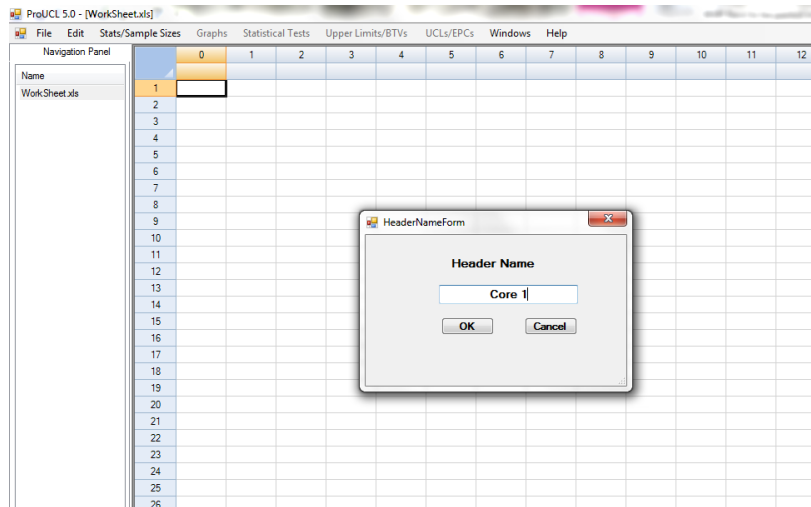 ProUCL 5.0 - [WorkSheet.xls]
File Edit Stats/Sample Sizes Graphs Statistical Tests Upper Limits/BTVs UCLs/EPCs Windows Help
Navigation Panel
Name
WorkSheet.xls
0 1 2 3 4 5 6 7 8 9 10 11 12
1
2
3
4
5
6
7
8
9
10
11
12
13
14
15
16
17
18
19
20
21
22
23
24
25
26
HeaderNameForm
Header Name
Core 1
OK Cancel